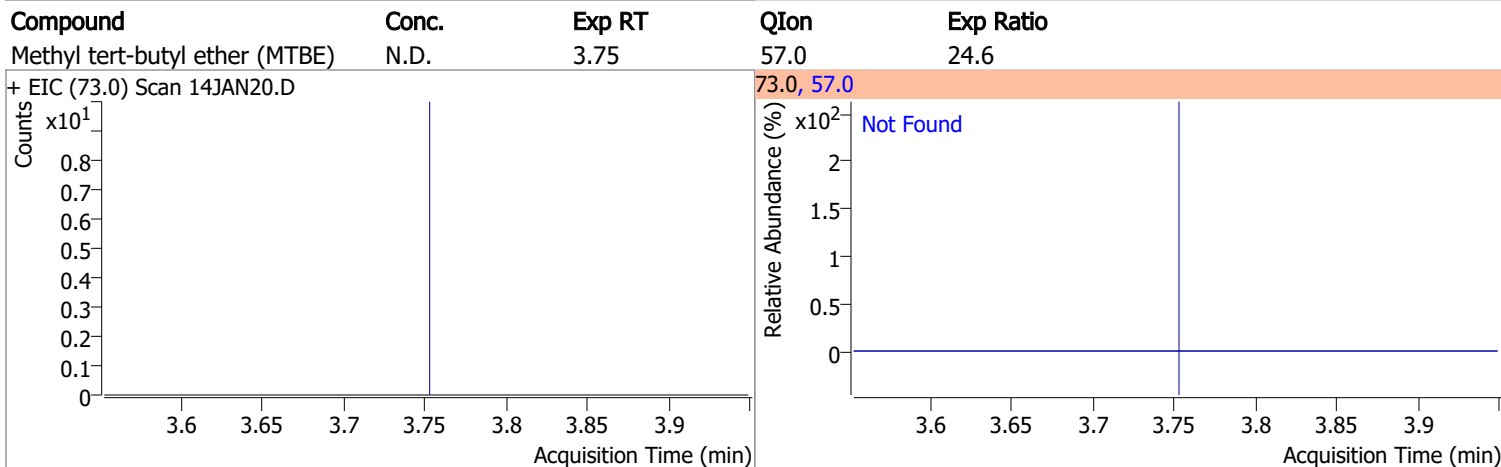 Compound Conc. Exp RT QIon Exp Ratio
Methyl tert-butyl ether (MTBE) N.D. 3.75 57.0 24.6
+ EIC (73.0) Scan 14JAN20.D
Counts
x10^1
0.8
0.7
0.6
0.5
0.4
0.3
0.2
0.1
0
3.6 3.65 3.7 3.75 3.8 3.85 3.9
Acquisition Time (min)
73.0, 57.0
Relative Abundance (%)
x10^2
Not Found
2
1.5
1
0.5
0
3.6 3.65 3.7 3.75 3.8 3.85 3.9
Acquisition Time (min)